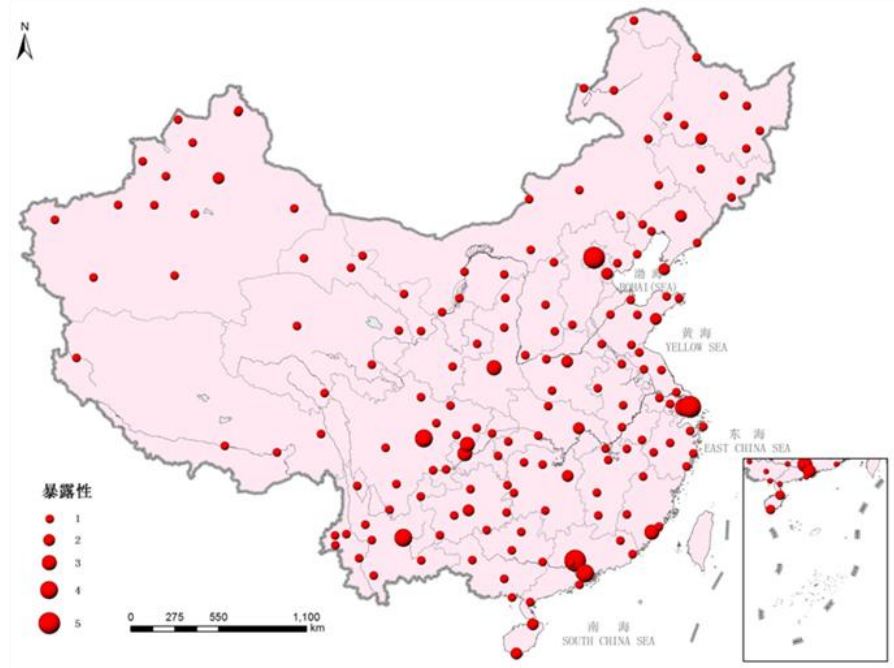 N
渤 海
BOHAI(SEA)
黄 海
YELLOW SEA
东 海
EAST CHINA SEA
暴露性
1
2
3
4
5
0 275 550 1,100
km
南 海
SOUTH CHINA SEA